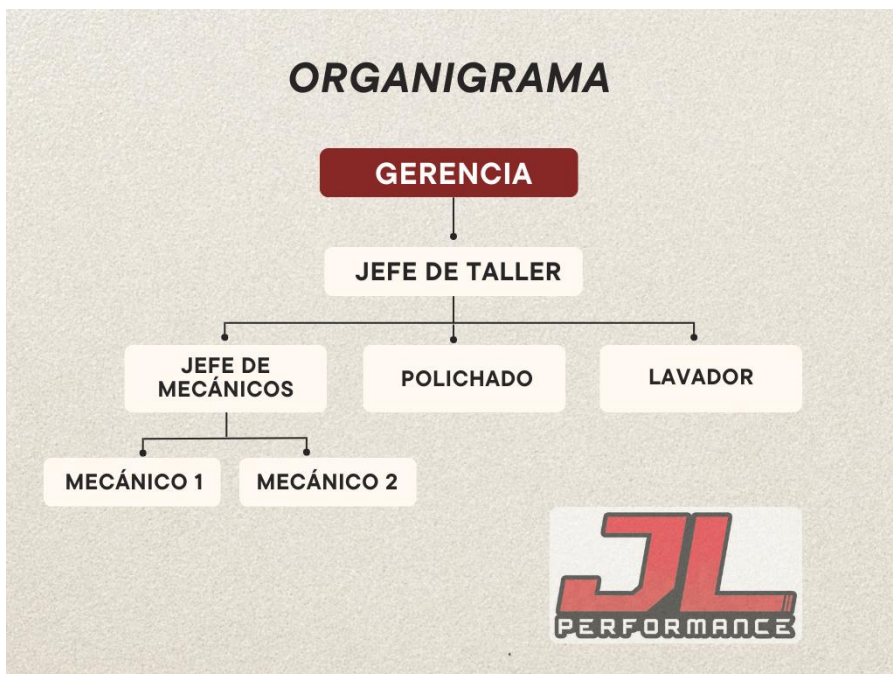 ORGANIGRAMA
GERENCIA
JEFE DE TALLER
JEFE DE
MECÁNICOS
POLICHADO
LAVADOR
MECÁNICO 1
MECÁNICO 2
JL
PERFORMANCE